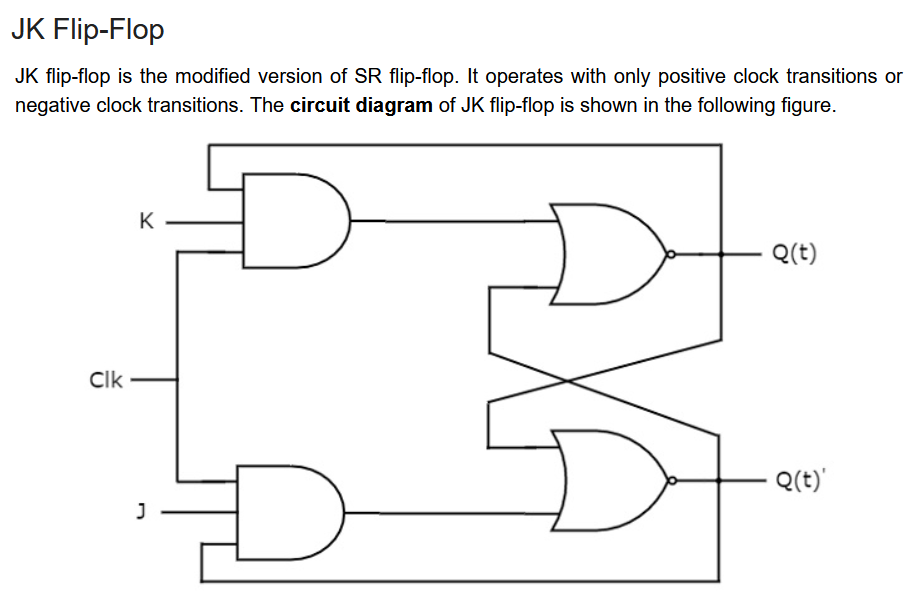 JK Flip-Flop
JK flip-flop is the modified version of SR flip-flop. It operates with only positive clock transitions or
negative clock transitions. The circuit diagram of JK flip-flop is shown in the following figure.
K
Q(t)
Clk
Q(t)'
J